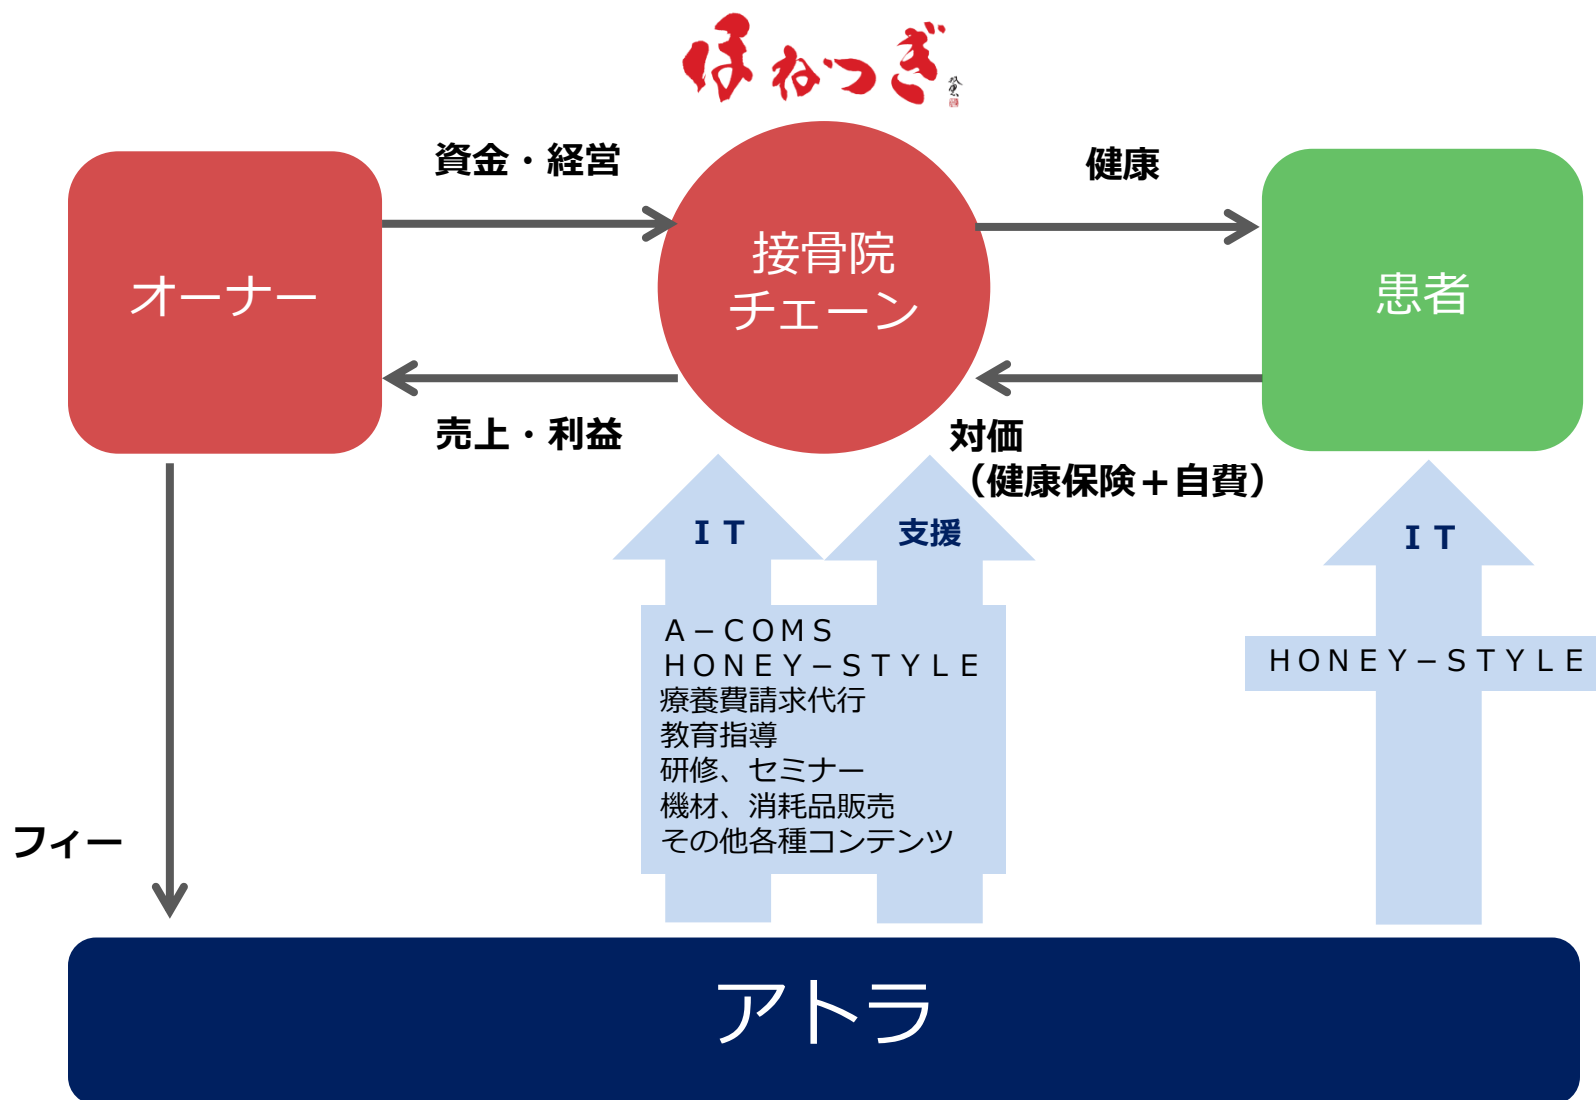 ほねつぎ
資金・経営
健康
オーナー
接骨院
チェーン
患者
売上・利益
対価
（健康保険＋自費）
ＩＴ
支援
ＩＴ
Ａ－ＣＯＭＳ
ＨＯＮＥＹ－ＳＴＹＬＥ
療養費請求代行
教育指導
研修、セミナー
機材、消耗品販売
その他各種コンテンツ
ＨＯＮＥＹ－ＳＴＹＬＥ
フィー
アトラ